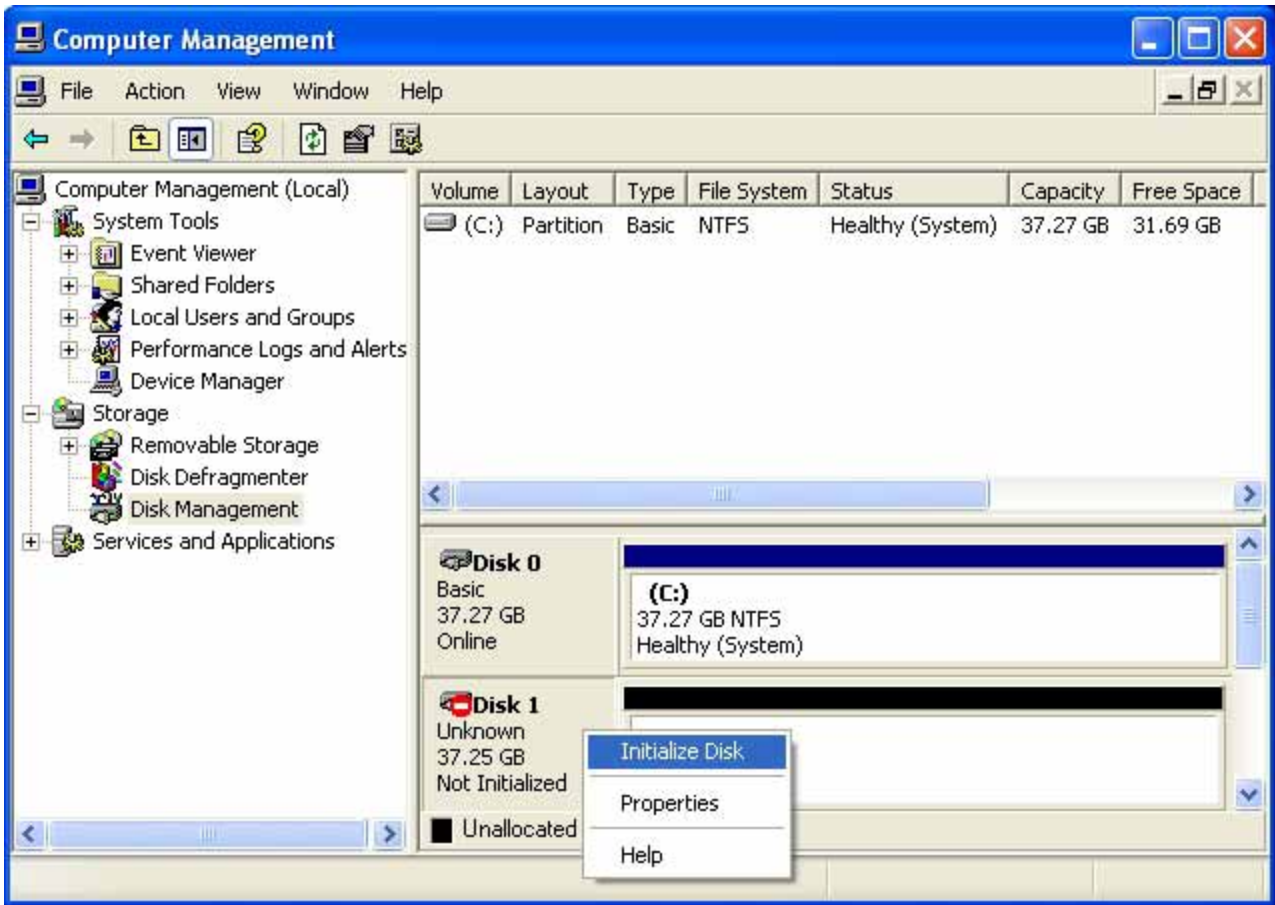 Computer Management
File Action View Window Help
Computer Management (Local)
System Tools
Event Viewer
Shared Folders
Local Users and Groups
Performance Logs and Alerts
Device Manager
Storage
Removable Storage
Disk Defragmenter
Disk Management
Services and Applications
Volume Layout Type File System Status Capacity Free Space
(C:) Partition Basic NTFS Healthy (System) 37.27 GB 31.69 GB
Disk 0
Basic
37.27 GB
Online
(C:)
37.27 GB NTFS
Healthy (System)
Disk 1
Unknown
37.25 GB
Not Initialized
Initialize Disk
Properties
Help
Unallocated